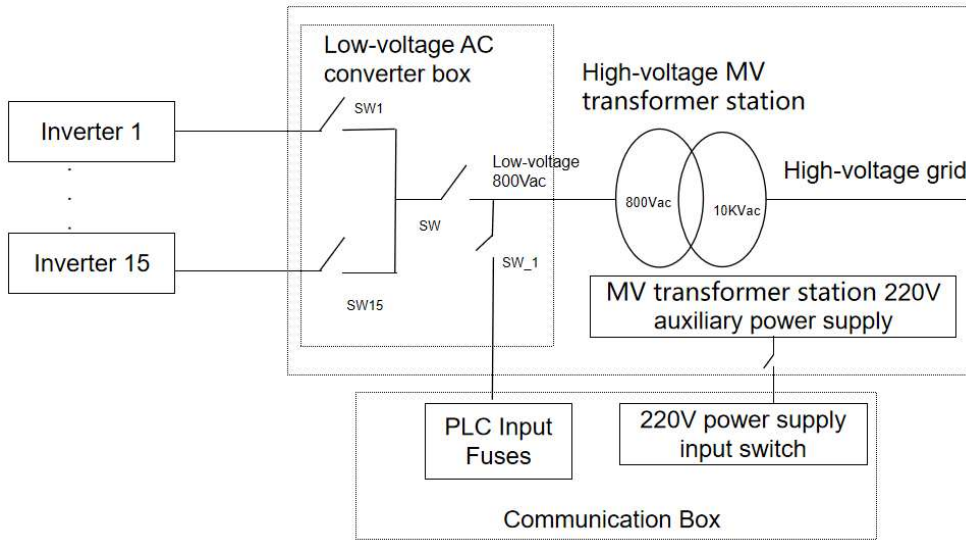 Low-voltage AC
converter box
High-voltage MV
transformer station
SW1
Inverter 1
Low-voltage
800Vac
High-voltage grid
800Vac
10KVac
SW
Inverter 15
SW_1
SW15
MV transformer station 220V
auxiliary power supply
PLC Input
Fuses
220V power supply
input switch
Communication Box